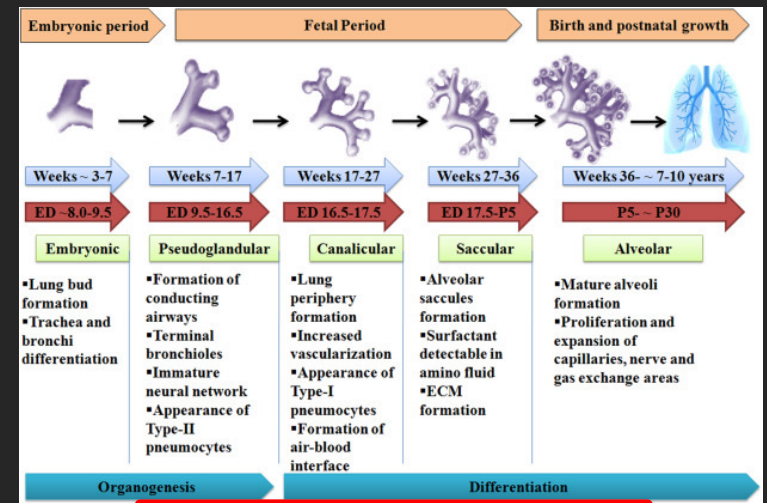 Embryonic period
Fetal Period
Birth and postnatal growth
Weeks ~ 3-7
Weeks 7-17
Weeks 17-27
Weeks 27-36
Weeks 36- ~ 7-10 years
ED ~8.0-9.5
ED 9.5-16.5
ED 16.5-17.5
ED 17.5-P5
P5- ~ P30
Embryonic
Pseudoglandular
Canalicular
Saccular
Alveolar
▪Lung bud
formation
▪Trachea and
bronchi
differentiation
▪Formation of
conducting
airways
▪Terminal
bronchioles
▪Immature
neural network
▪Appearance of
Type-II
pneumocytes
▪Lung
periphery
formation
▪Increased
vascularization
▪Appearance of
Type-I
pneumocytes
▪Formation of
air-blood
interface
▪Alveolar
saccules
formation
▪Surfactant
detectable in
amino fluid
▪ECM
formation
▪Mature alveoli
formation
▪Proliferation and
expansion of
capillaries, nerve and
gas exchange areas
Organogenesis
Differentiation